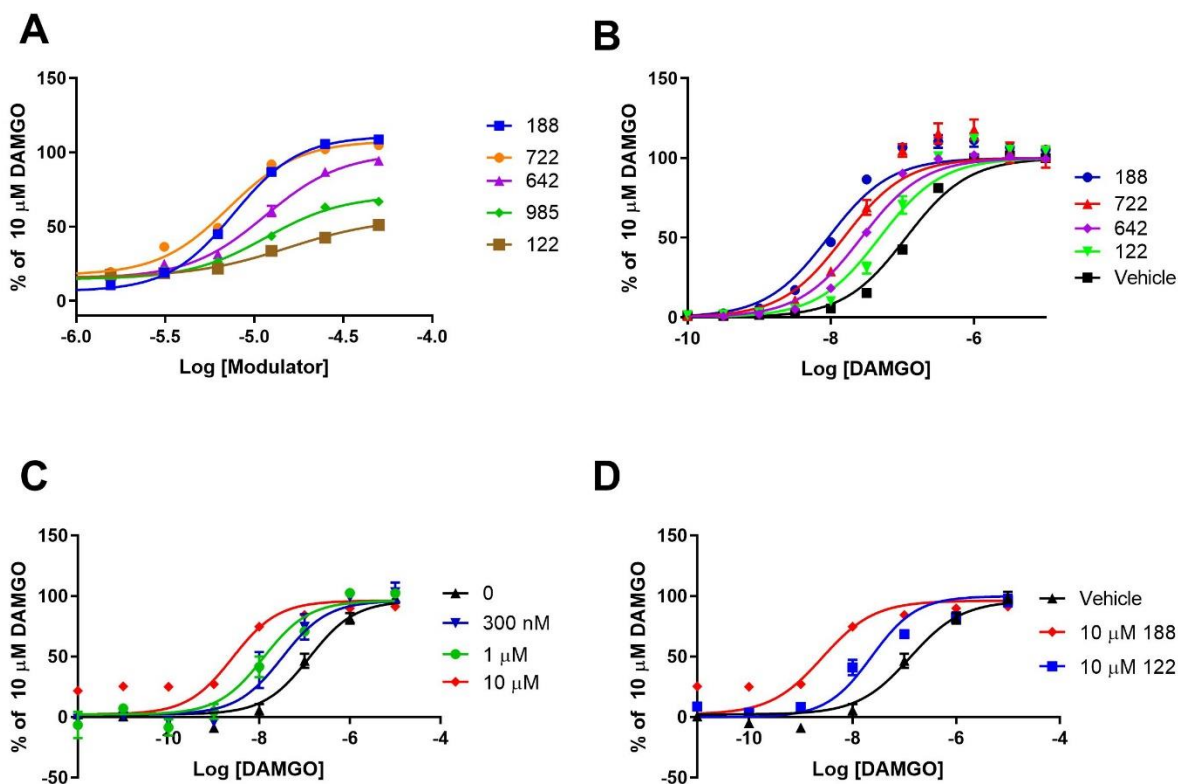 A
% of 10 μM DAMGO
150
100
50
0
-6.0
-5.5
-5.0
-4.5
-4.0
Log [Modulator]
188
722
642
985
122
B
% of 10 μM DAMGO
150
100
50
0
-10
-8
-6
Log [DAMGO]
188
722
642
122
Vehicle
C
% of 10 μM DAMGO
150
100
50
0
-50
-10
-8
-6
-4
Log [DAMGO]
0
300 nM
1 μM
10 μM
D
% of 10 μM DAMGO
150
100
50
0
-50
-10
-8
-6
-4
Log [DAMGO]
Vehicle
10 μM 188
10 μM 122